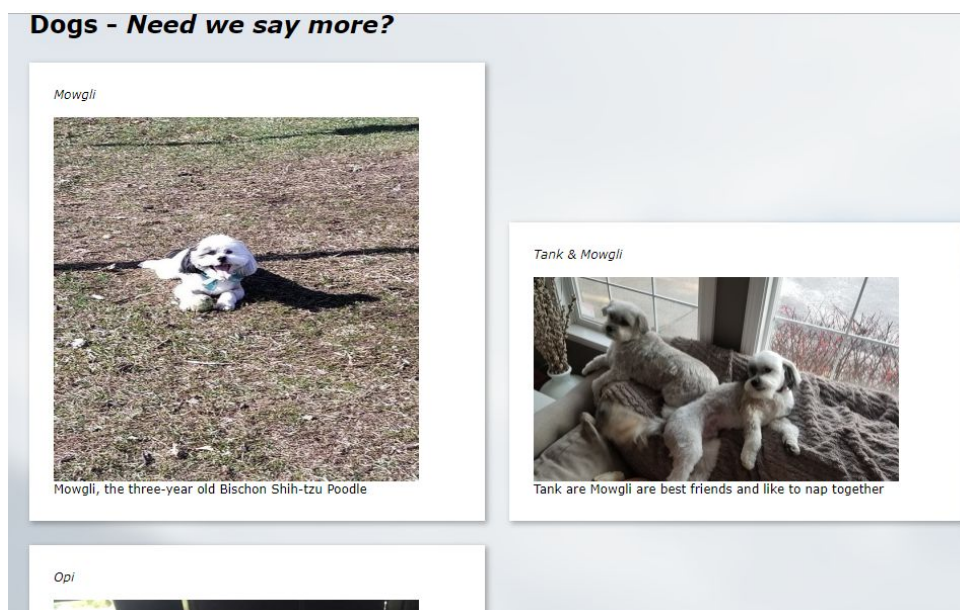 Dogs - Need we say more?
Mowgli
Mowgli, the three-year old Bischon Shih-tzu Poodle
Tank & Mowgli
Tank are Mowgli are best friends and like to nap together
Opi